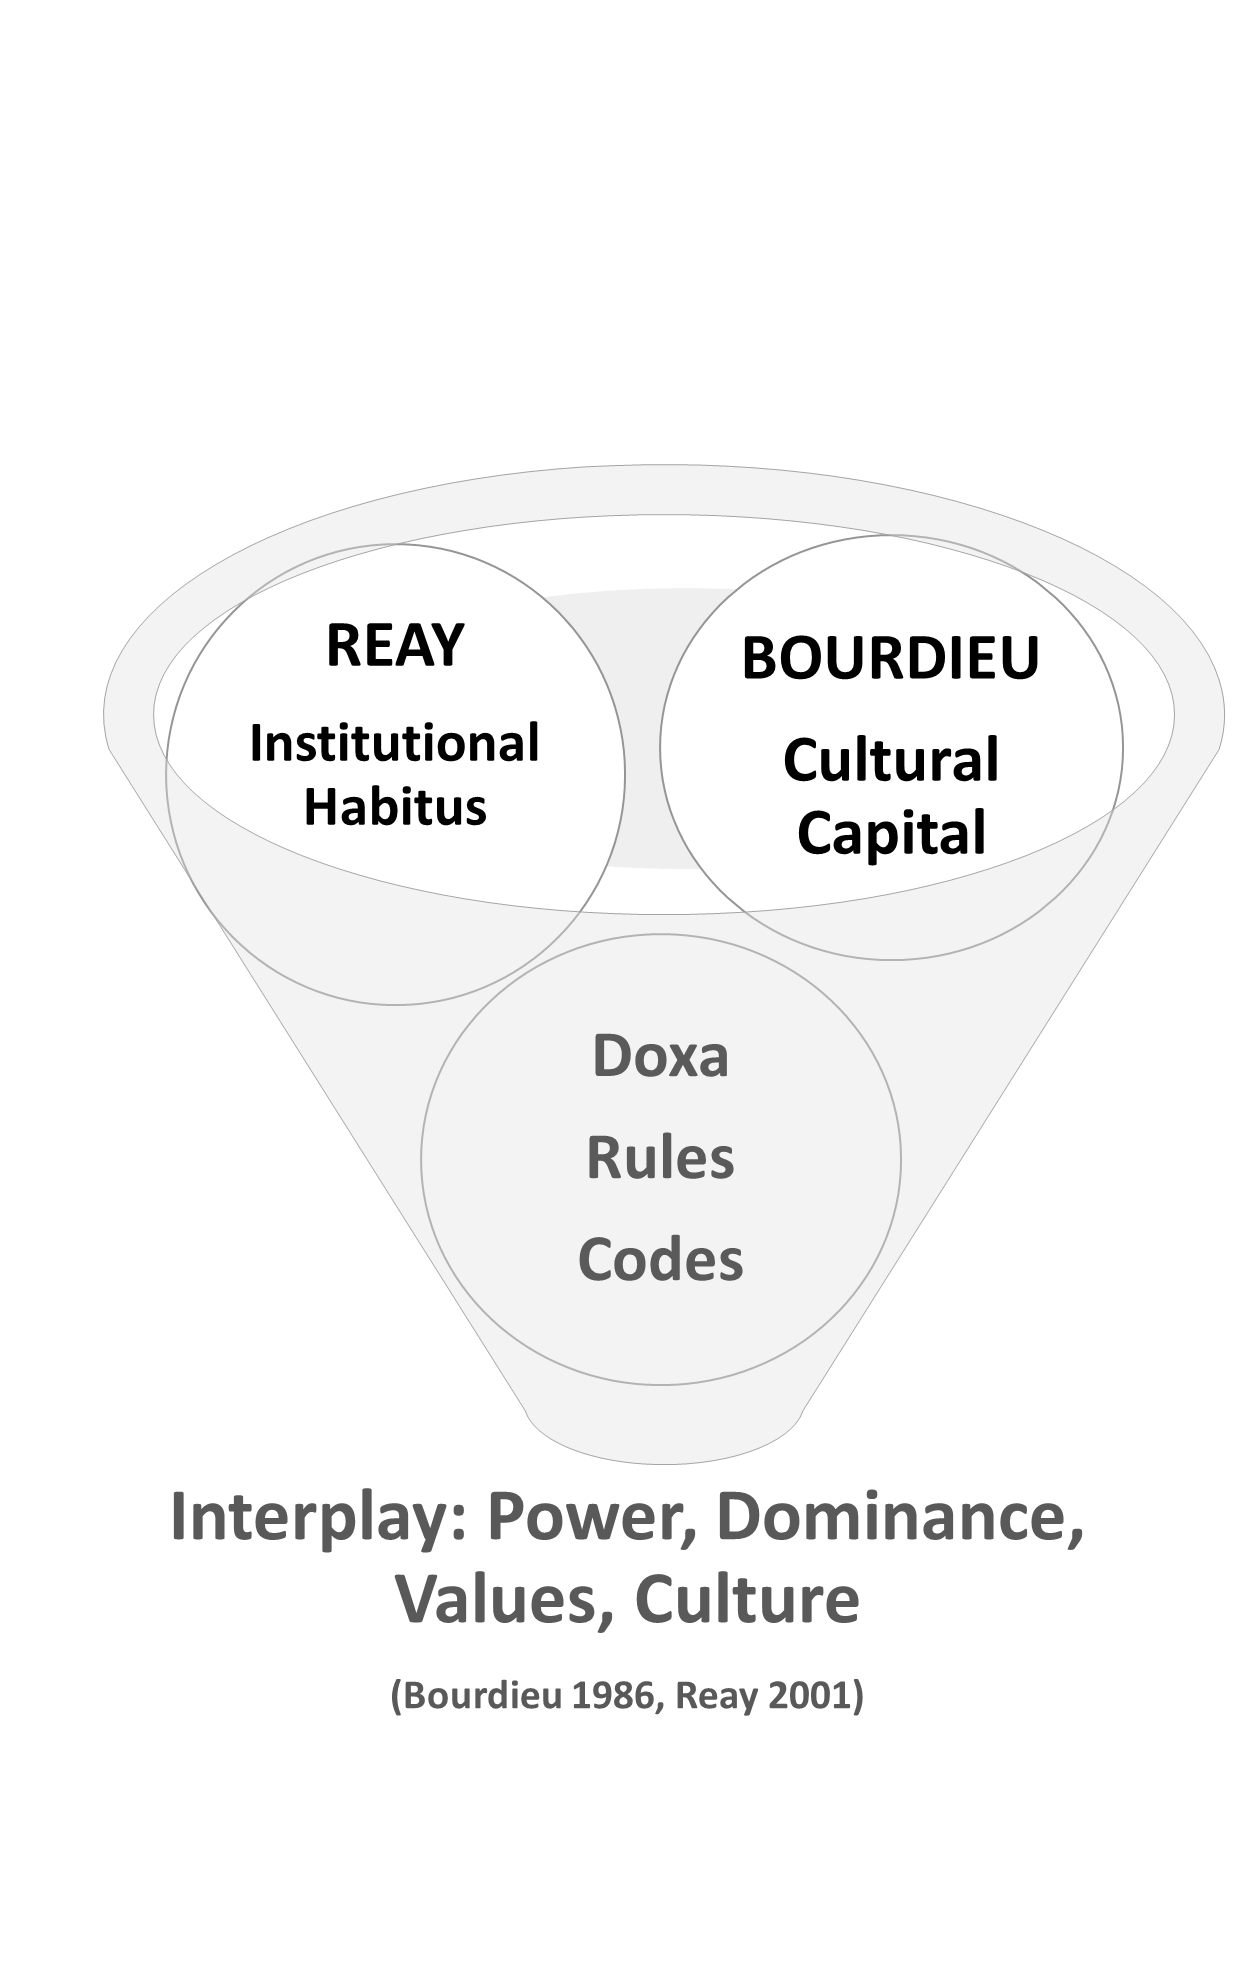 REAY
Institutional
Habitus
BOURDIEU
Cultural
Capital
Doxa
Rules
Codes
Interplay: Power, Dominance,
Values, Culture
(Bourdieu 1986, Reay 2001)